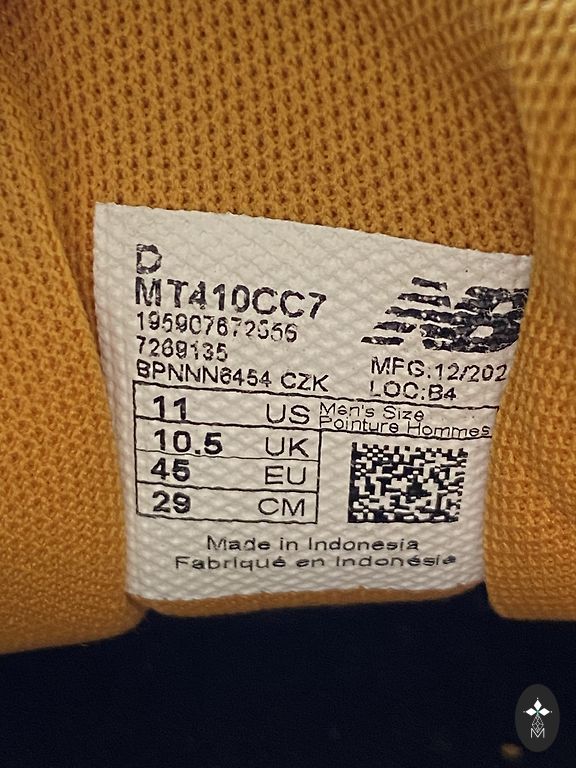 D
MT410CC7
7269135
BPNNN6454 CZK
NB
MFG:12/202
LOC:B4
11 US
10.5 UK
45 EU
29 CM
Men's Size
Pointure Hommes
Made in Indonesia
Fabriqué en Indonésie
M